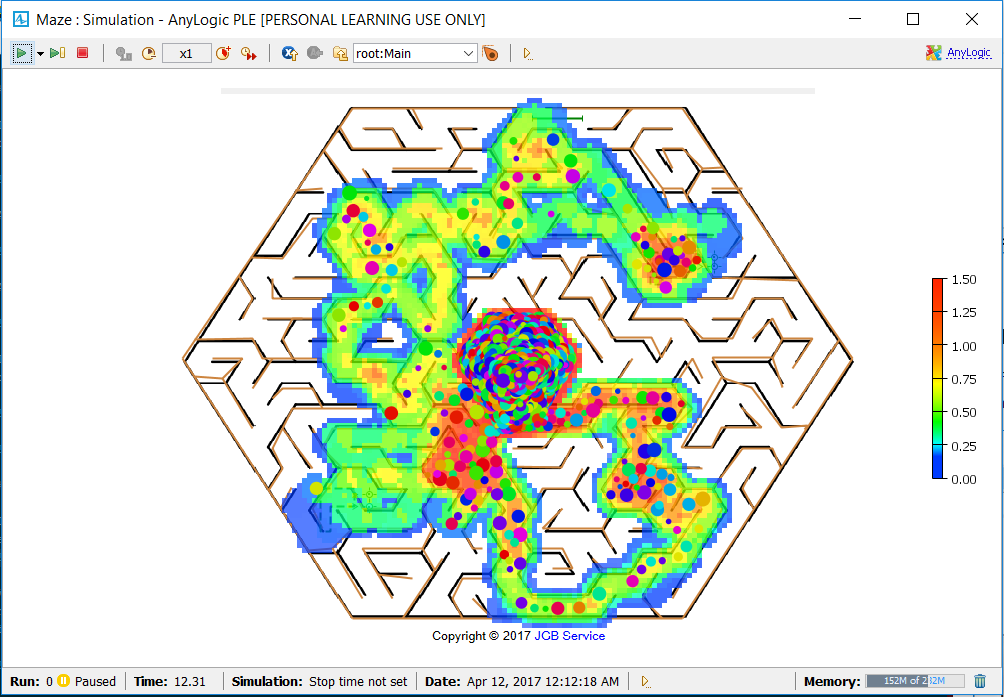 Maze : Simulation - AnyLogic PLE [PERSONAL LEARNING USE ONLY]
x1 root:Main AnyLogic
1.50
1.25
1.00
0.75
0.50
0.25
0.00
Copyright © 2017 JCB Service
Run: 0 Paused Time: 12.31 Simulation: Stop time not set Date: Apr 12, 2017 12:12:18 AM Memory: 152M of 232M